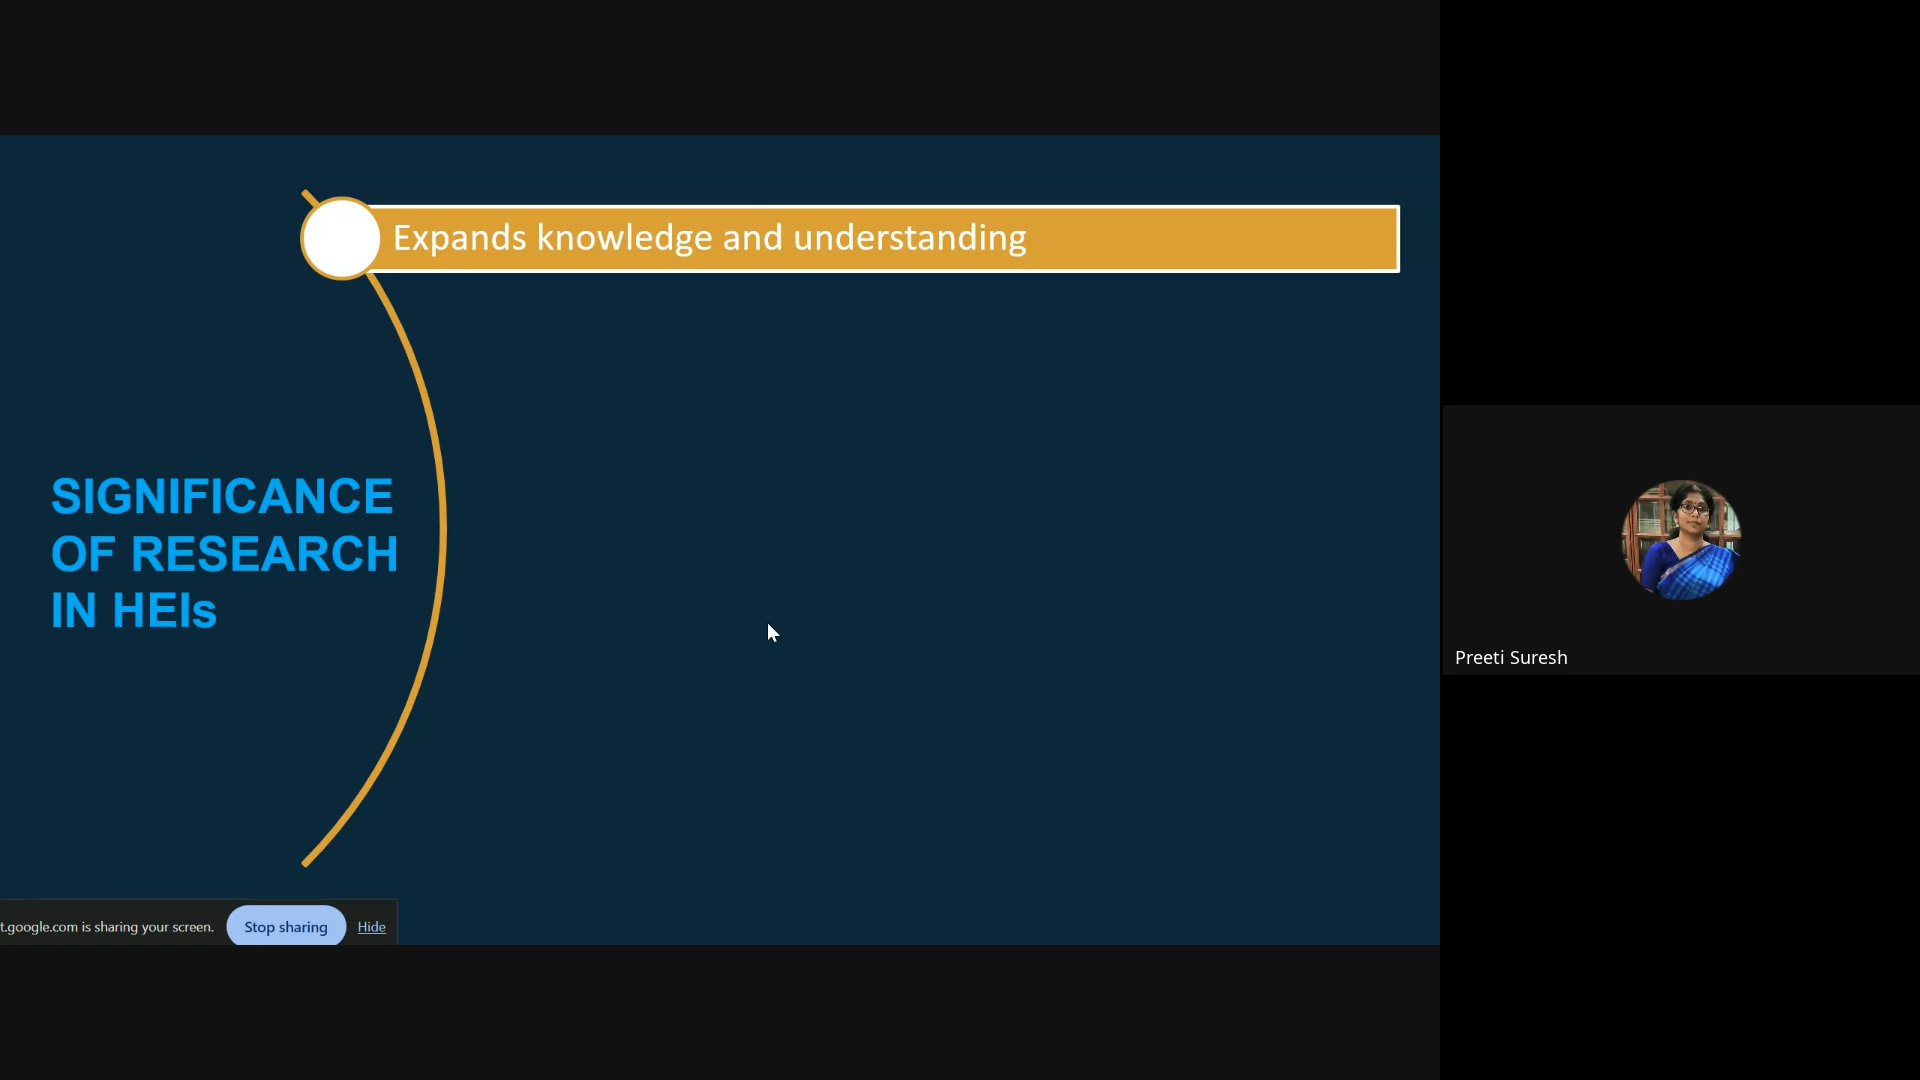 Expands knowledge and understanding
SIGNIFICANCE
OF RESEARCH
IN HEIs
t.google.com is sharing your screen. Stop sharing Hide
Preeti Suresh